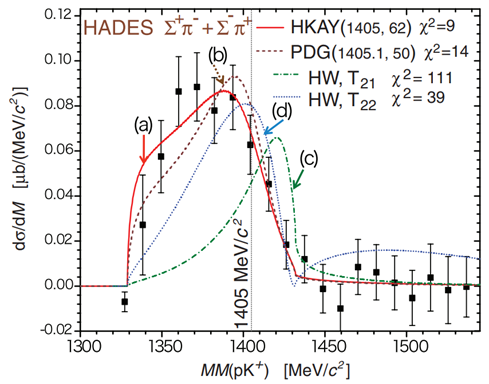 HADES Σ⁺π⁻ + Σ⁻π⁺
HKAY(1405, 62) χ²=9
PDG(1405.1, 50) χ²=14
HW, T₂₁ χ²= 111
HW, T₂₂ χ²= 39
(a)
(b)
(d)
(c)
1405 MeV/c²
dσ/dM [μb/(MeV/c²)]
0.12
0.10
0.08
0.06
0.04
0.02
0.00
-0.02
1300 1350 1400 1450 1500
MM(pK⁺) [MeV/c²]